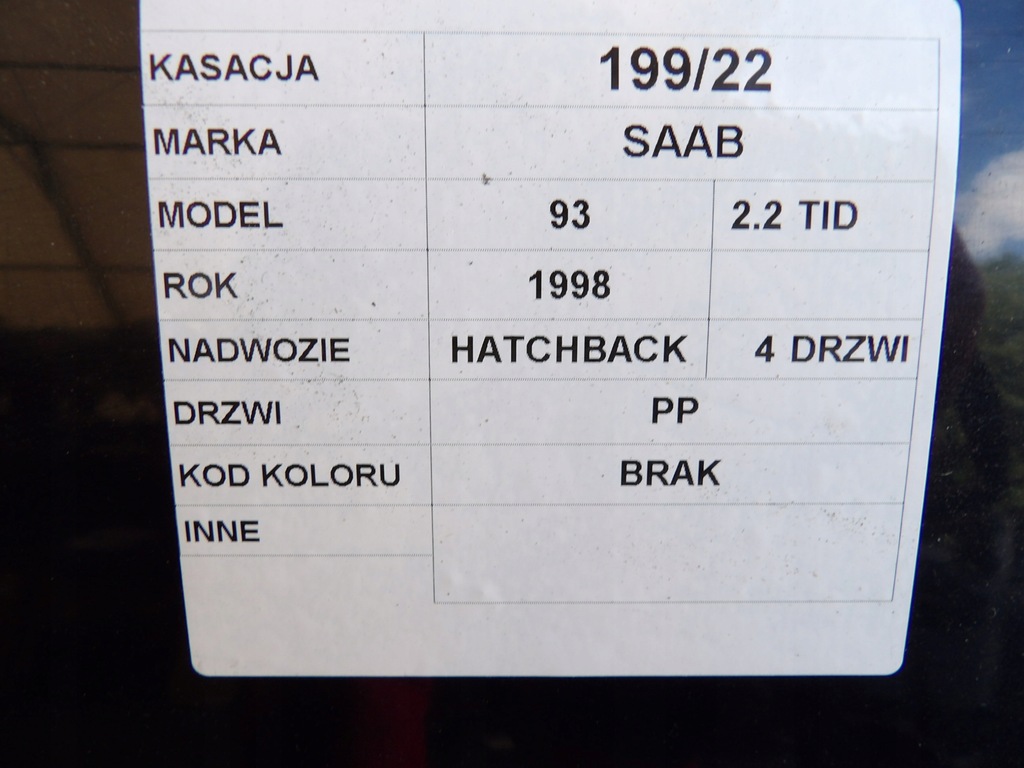 KASACJA 199/22
MARKA SAAB
MODEL 93 2.2 TID
ROK 1998
NADWOZIE HATCHBACK 4 DRZWI
DRZWI PP
KOD KOLORU BRAK
INNE